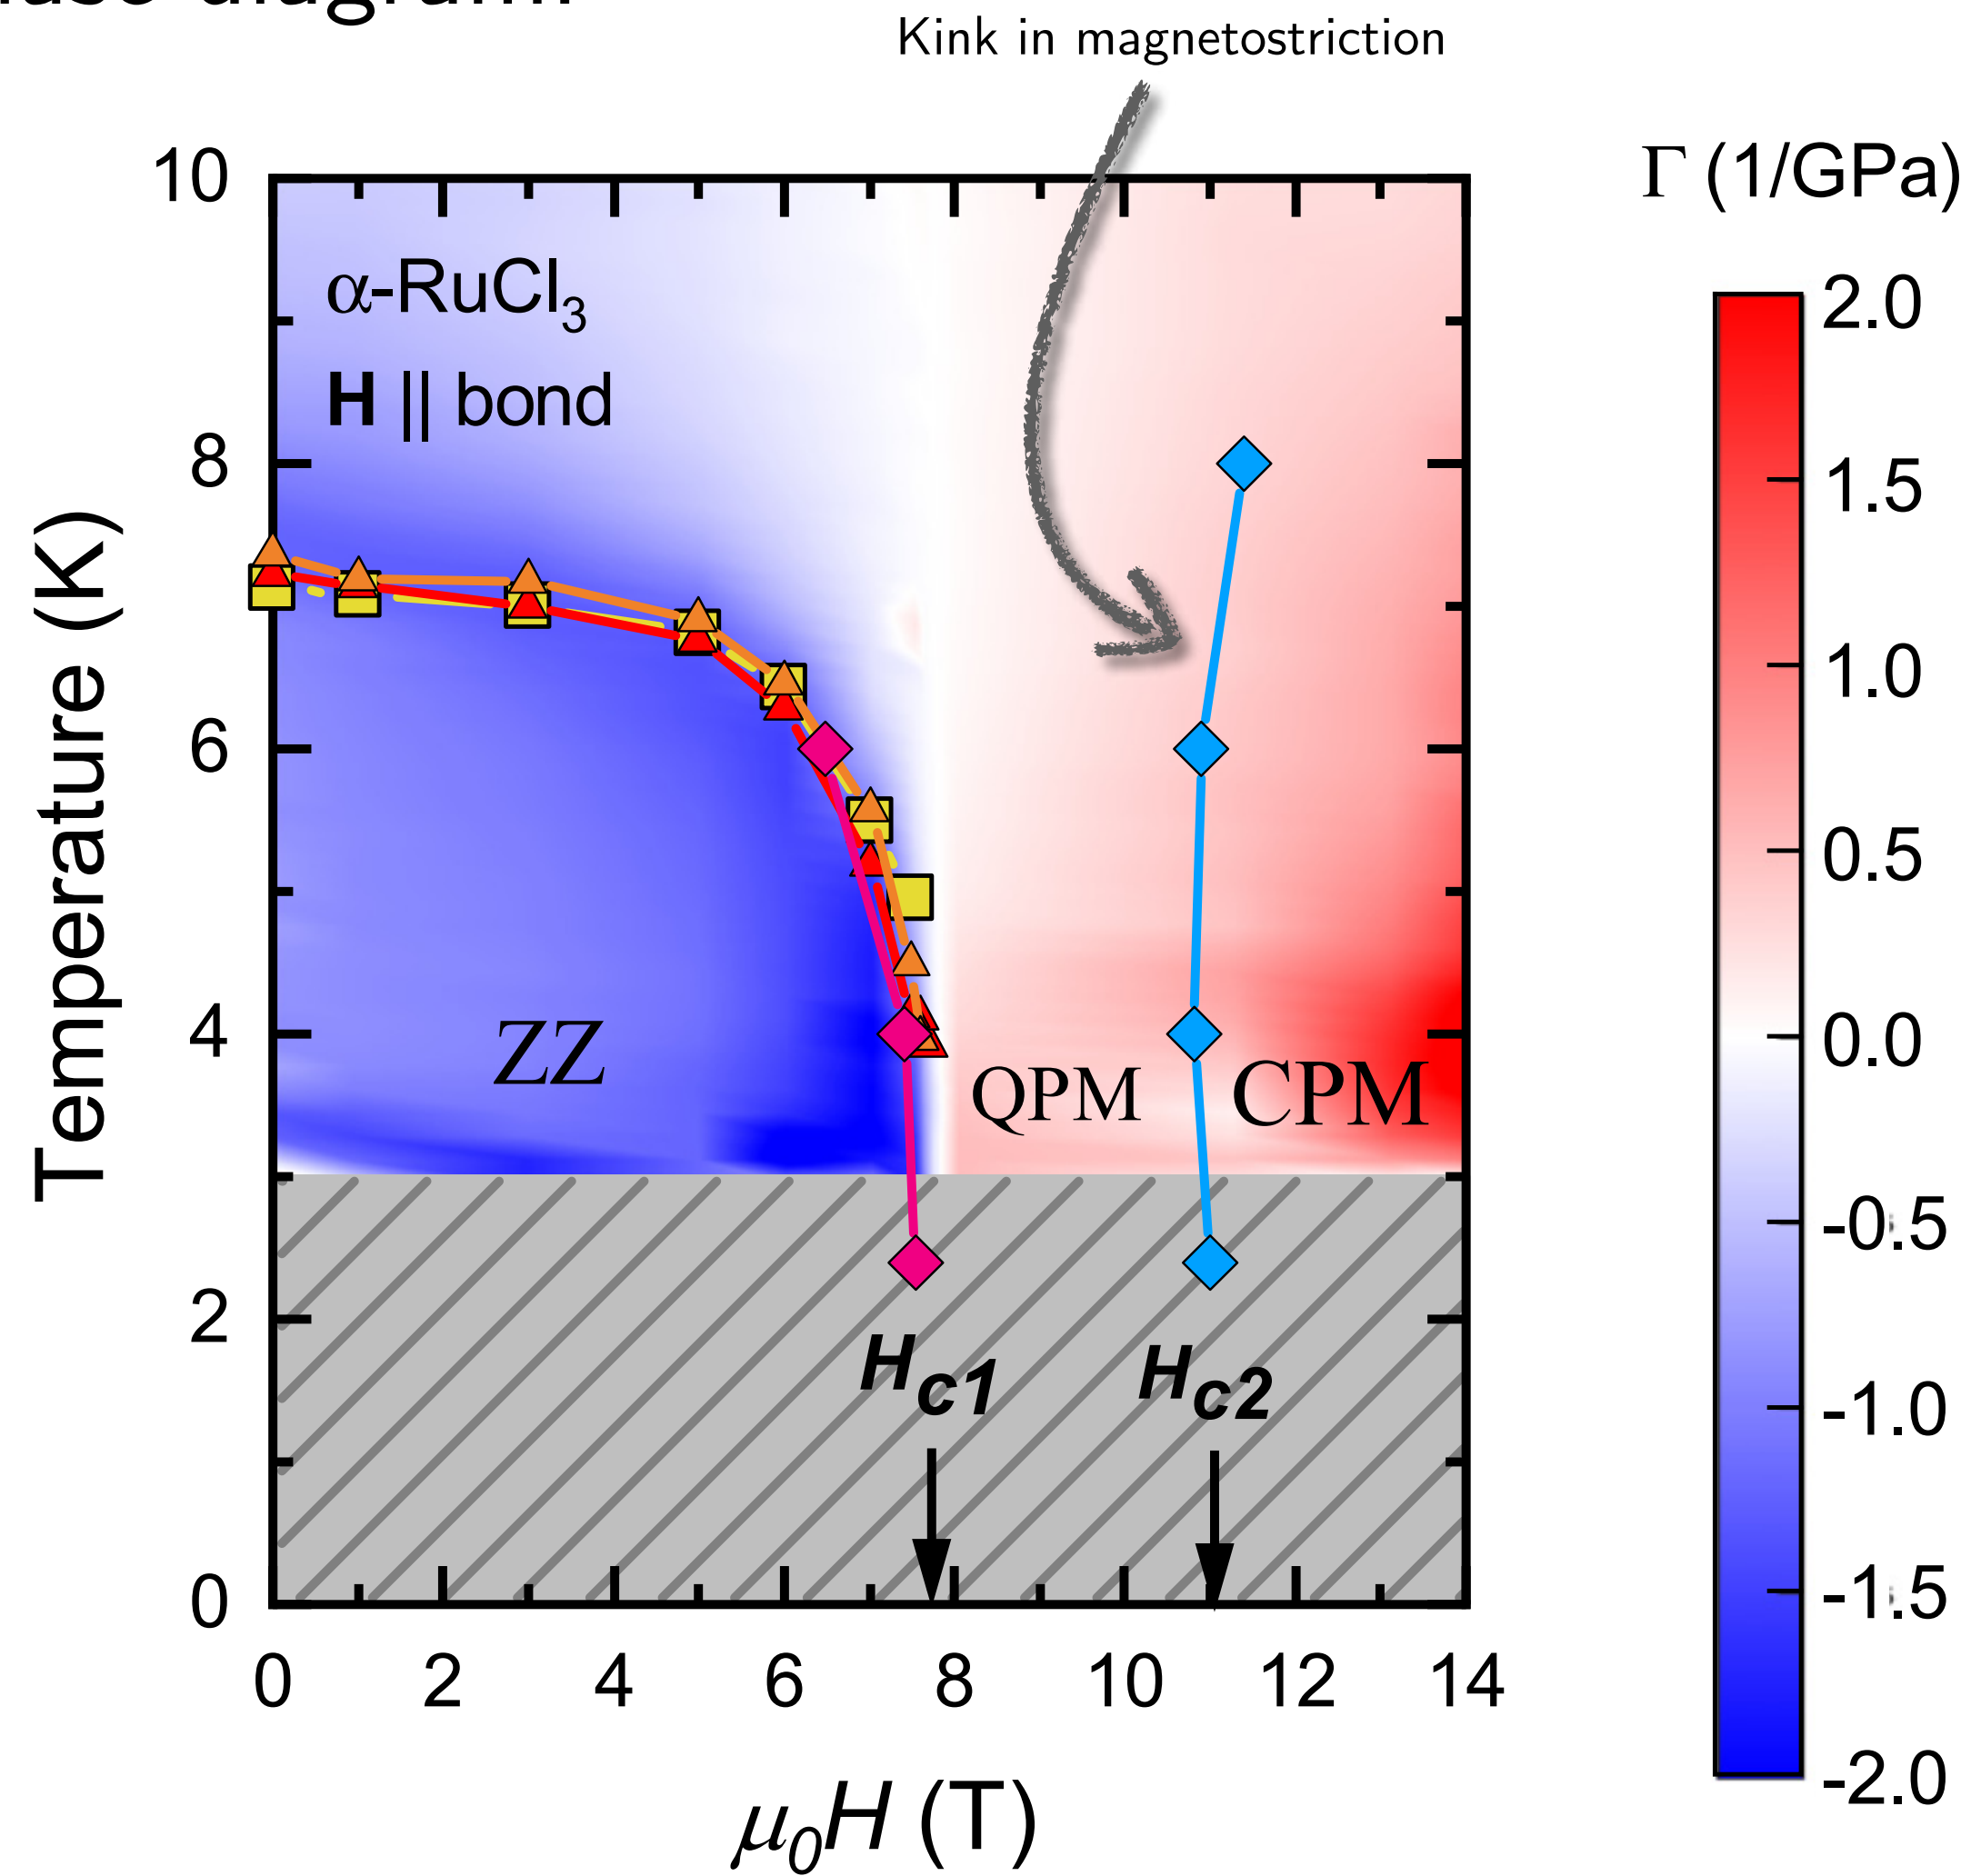 diagram
Kink in magnetostriction
Γ (1/GPa)
α-RuCl₃
H || bond
10
8
6
4
2
0
Temperature (K)
ZZ
QPM
CPM
Hc1
Hc2
0 2 4 6 8 10 12 14
μ₀H (T)
2.0
1.5
1.0
0.5
0.0
-0.5
-1.0
-1.5
-2.0